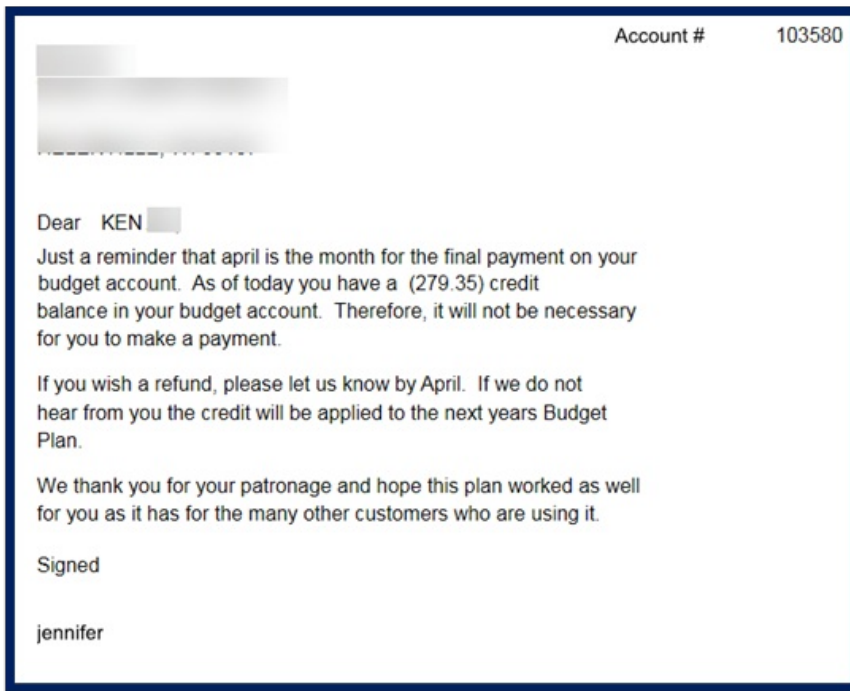 Account # 103580
Dear KEN
Just a reminder that april is the month for the final payment on your
budget account. As of today you have a (279.35) credit
balance in your budget account. Therefore, it will not be necessary
for you to make a payment.
If you wish a refund, please let us know by April. If we do not
hear from you the credit will be applied to the next years Budget
Plan.
We thank you for your patronage and hope this plan worked as well
for you as it has for the many other customers who are using it.
Signed
jennifer